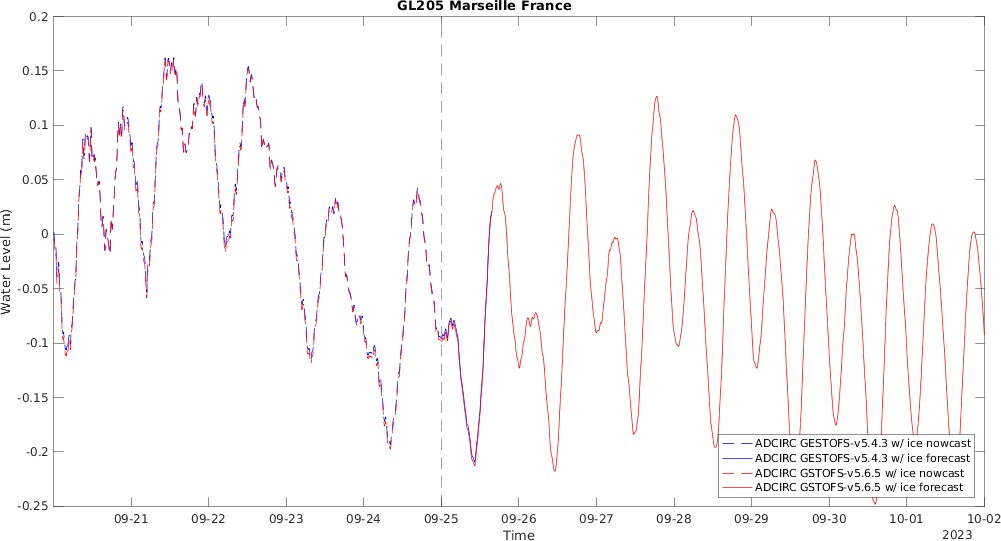 GL205 Marseille France
0.2
0.15
0.1
0.05
0
-0.05
-0.1
-0.15
-0.2
-0.25
Water Level (m)
ADCIRC GESTOFS-v5.4.3 w/ ice nowcast
ADCIRC GESTOFS-v5.4.3 w/ ice forecast
ADCIRC GSTOFS-v5.6.5 w/ ice nowcast
ADCIRC GSTOFS-v5.6.5 w/ ice forecast
09-21 09-22 09-23 09-24 09-25 09-26 09-27 09-28 09-29 09-30 10-01 10-02
Time
2023